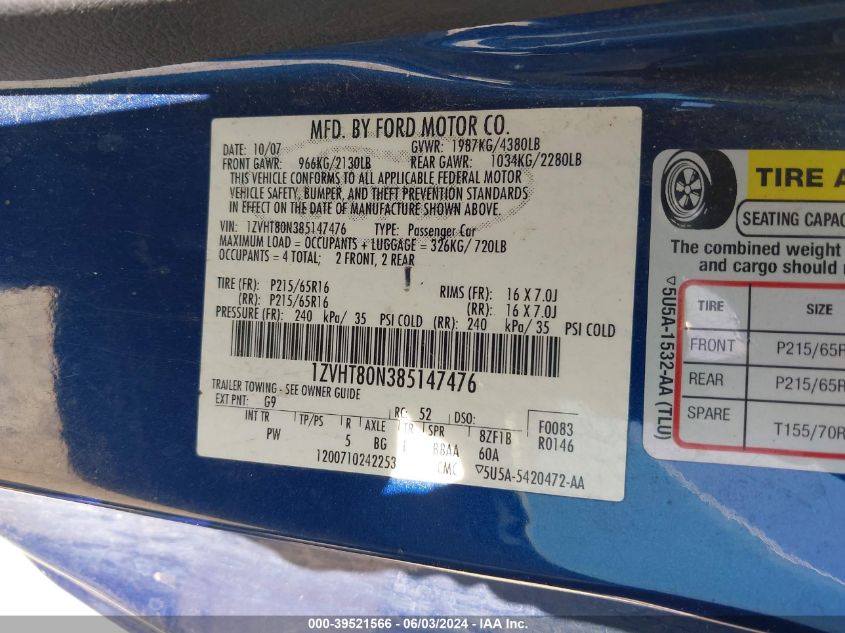 MFD. BY FORD MOTOR CO.
DATE: 10/07 GVWR: 1987KG/4380LB
FRONT GAWR: 966KG/2130LB REAR GAWR: 1034KG/2280LB
THIS VEHICLE CONFORMS TO ALL APPLICABLE FEDERAL MOTOR
VEHICLE SAFETY, BUMPER, AND THEFT PREVENTION STANDARDS
IN EFFECT ON THE DATE OF MANUFACTURE SHOWN ABOVE.
VIN: 1ZVHT80N385147476 TYPE: Passenger Car
MAXIMUM LOAD = OCCUPANTS + LUGGAGE = 326KG/ 720LB
OCCUPANTS = 4 TOTAL; 2 FRONT, 2 REAR
TIRE (FR): P215/65R16 RIMS (FR): 16 X 7.0J
(RR): P215/65R16 (RR): 16 X 7.0J
PRESSURE (FR): 240 kPa/ 35 PSI COLD (RR): 240 kPa/ 35 PSI COLD
1ZVHT80N385147476
TRAILER TOWING - SEE OWNER GUIDE
EXT PNT: G9 RC: 52 DSO: F0083
INT TR TP/PS R AXLE TR SPR 8ZF1B R0146
PW 5 BG BBAA 60A
1200710242253 CMC ▽5U5A-5420472-AA
TIRE A
SEATING CAPAC
The combined weight
and cargo should
TIRE SIZE
FRONT P215/65R
REAR P215/65R
SPARE T155/70R
▽5U5A-1532-AA (TLU)
000-39521566 - 06/03/2024 - IAA Inc.